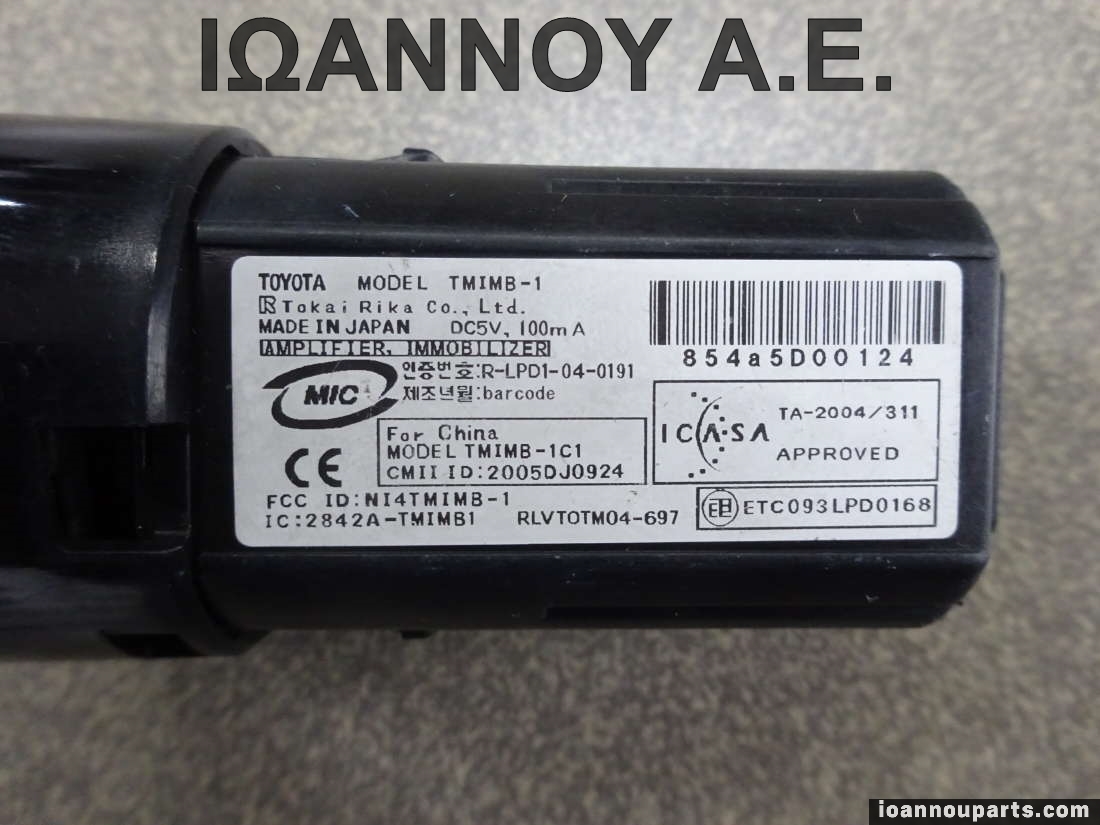 ΙΩΑΝΝΟΥ Α.Ε.
TOYOTA MODEL TMIMB-1
R Tokai Rika Co., Ltd.
MADE IN JAPAN DC5V, 100mA
AMPLIFIER, IMMOBILIZER
854a5D00124
MIC
인증번호:R-LPD1-04-0191
제조년월:barcode
CE
For China
MODEL TMIMB-1C1
CMII ID:2005DJ0924
ICASA
TA-2004/311
APPROVED
FCC ID:NI4TMIMB-1
IC:2842A-TMIMB1 RLVTOTM04-697
ETC093LPD0168
ioannouparts.com